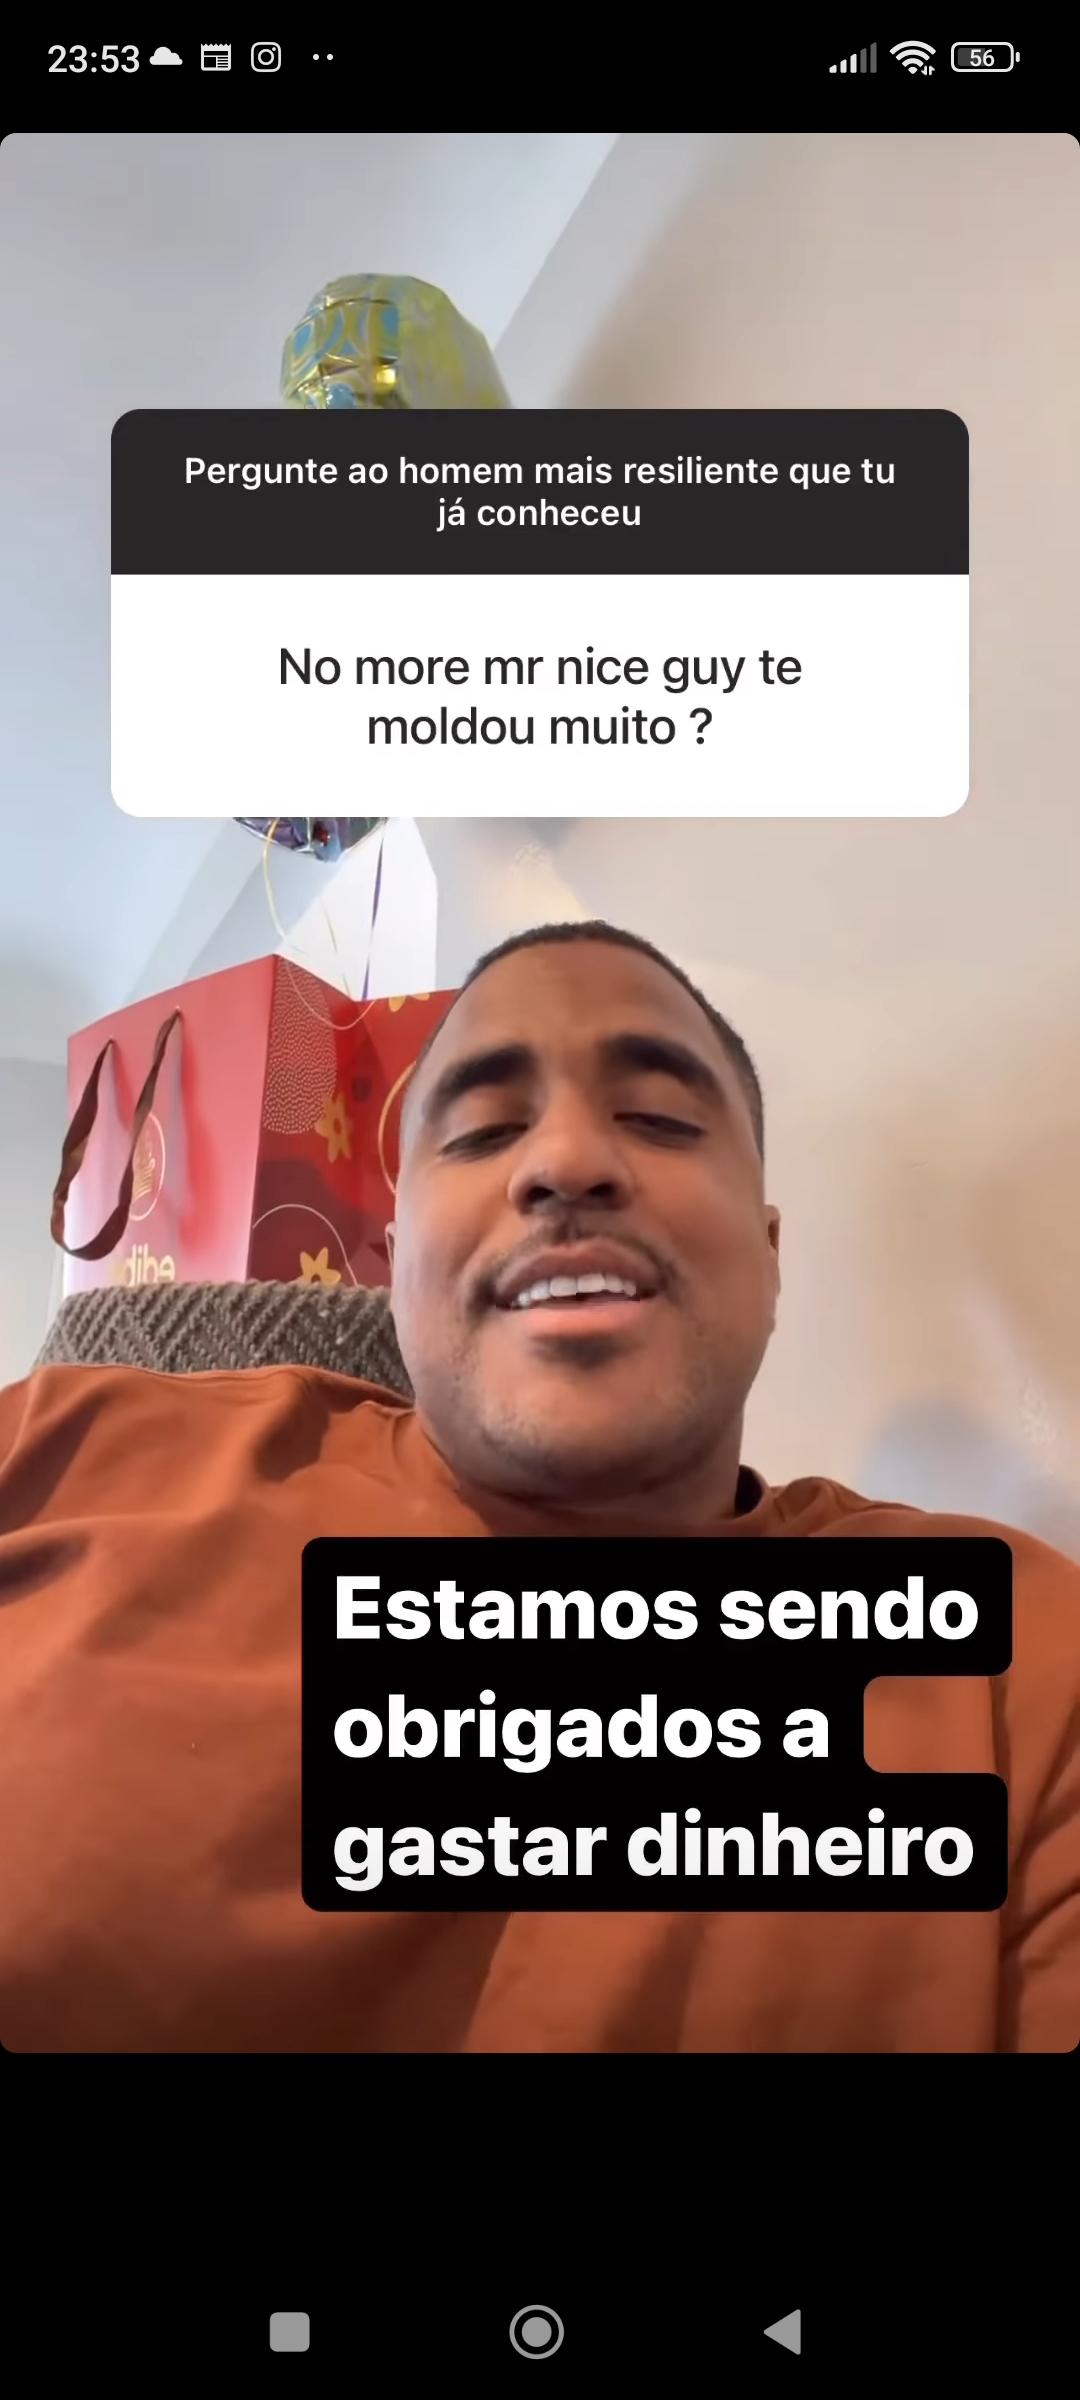 23:53
56
Pergunte ao homem mais resiliente que tu
já conheceu
No more mr nice guy te
moldou muito ?
Estamos sendo
obrigados a
gastar dinheiro